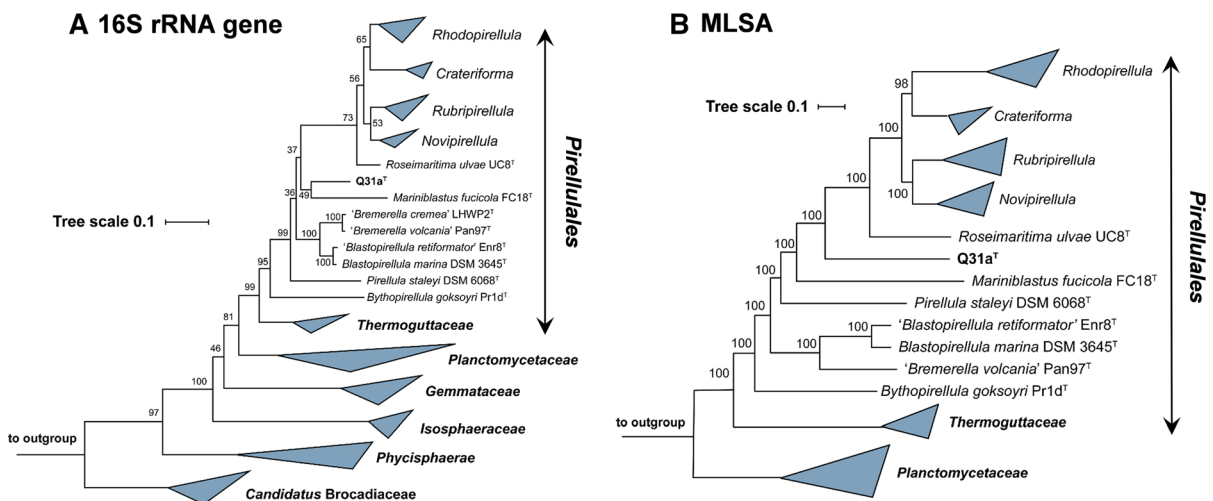 A 16S rRNA gene
65
Rhodopirellula
Crateriforma
56
Rubripirellula
53
73
Novipirellula
37
Roseimaritima ulvae UC8ᵀ
Q31aᵀ
36
49
Mariniblastus fucicola FC18ᵀ
Tree scale 0.1
100
'Bremerella cremea' LHWP2ᵀ
'Bremerella volcania' Pan97ᵀ
100
99
'Blastopirellula retiformator' Enr8ᵀ
100
Blastopirellula marina DSM 3645ᵀ
95
Pirellula staleyi DSM 6068ᵀ
99
Bythopirellula goksoyri Pr1dᵀ
81
Thermoguttaceae
46
Planctomycetaceae
100
Gemmataceae
97
Isosphaeraceae
to outgroup
Phycisphaerae
Candidatus Brocadiaceae
Pirellulales
B MLSA
98
Rhodopirellula
Tree scale 0.1
Crateriforma
100
Rubripirellula
100
100
Novipirellula
100
Roseimaritima ulvae UC8ᵀ
Q31aᵀ
100
Mariniblastus fucicola FC18ᵀ
100
Pirellula staleyi DSM 6068ᵀ
100
100
'Blastopirellula retiformator' Enr8ᵀ
100
Blastopirellula marina DSM 3645ᵀ
100
'Bremerella volcania' Pan97ᵀ
Bythopirellula goksoyri Pr1dᵀ
Thermoguttaceae
to outgroup
Planctomycetaceae
Pirellulales